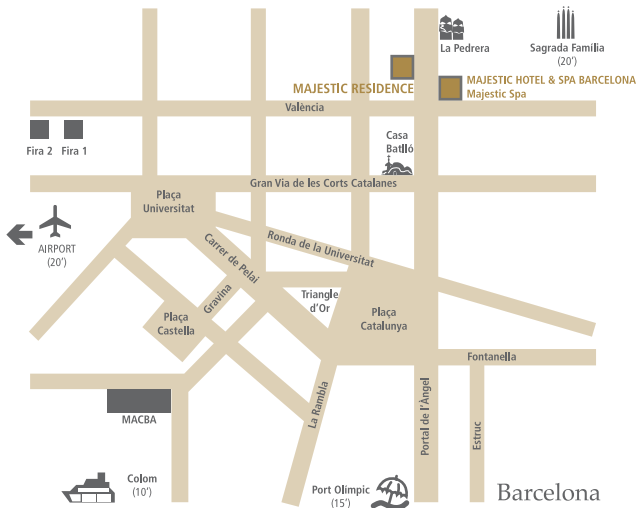 La Pedrera
Sagrada Família
(20’)
MAJESTIC RESIDENCE
MAJESTIC HOTEL & SPA BARCELONA
Majestic Spa
València
Fira 2
Fira 1
Casa
Batlló
Gran Via de les Corts Catalanes
Plaça
Universitat
AIRPORT
(20’)
Carrer de Pelai
Ronda de la Universitat
Gravina
Triangle
d’Or
Plaça
Castella
Plaça
Catalunya
Fontanella
La Rambla
Portal de l’Àngel
Estruc
MACBA
Colom
(10’)
Port Olímpic
(15’)
Barcelona